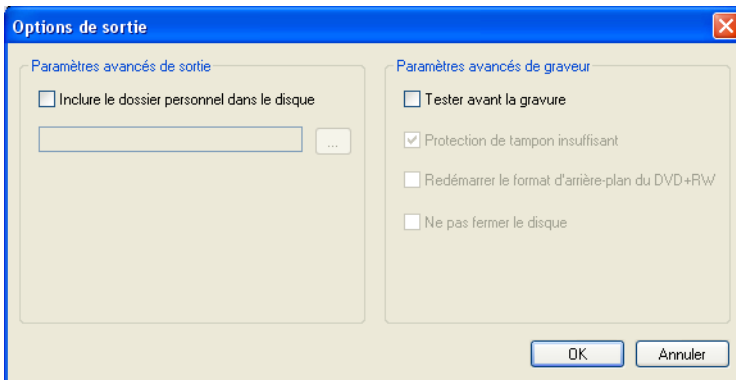 Options de sortie
Paramètres avancés de sortie
Inclure le dossier personnel dans le disque
...
Paramètres avancés de graveur
Tester avant la gravure
Protection de tampon insuffisant
Redémarrer le format d'arrière-plan du DVD+RW
Ne pas fermer le disque
OK
Annuler